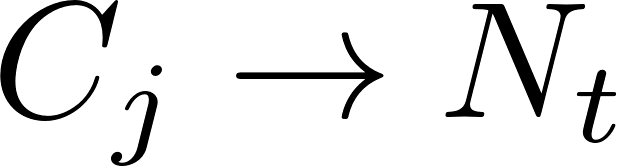 C_j → N_t